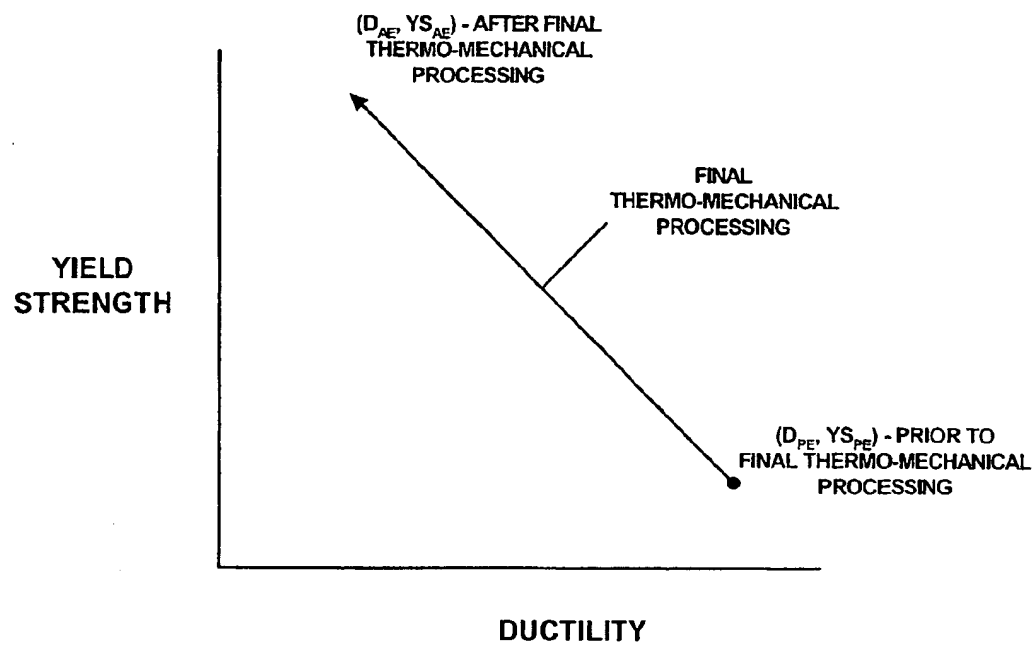 (D_AE, YS_AE) - AFTER FINAL
THERMO-MECHANICAL
PROCESSING
FINAL
THERMO-MECHANICAL
PROCESSING
YIELD
STRENGTH
(D_PE, YS_PE) - PRIOR TO
FINAL THERMO-MECHANICAL
PROCESSING
DUCTILITY